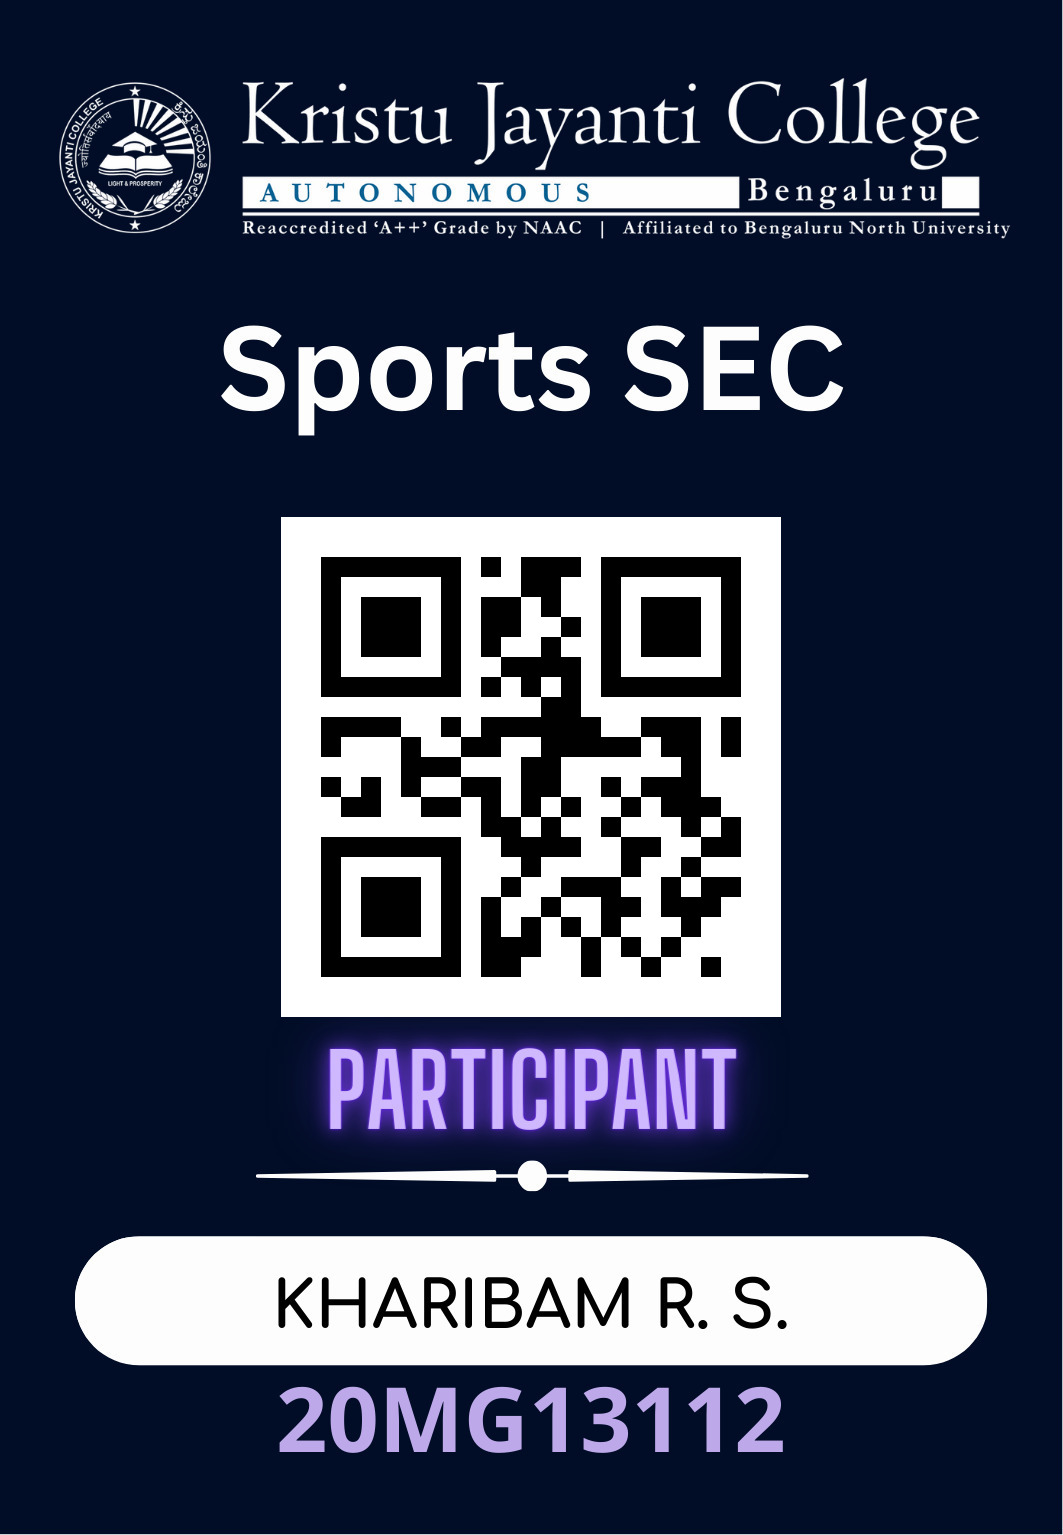 Kristu Jayanti College
AUTONOMOUS Bengaluru
Reaccredited ‘A++’ Grade by NAAC | Affiliated to Bengaluru North University
KRISTU JAYANTI COLLEGE
LIGHT & PROSPERITY
Sports SEC
PARTICIPANT
KHARIBAM R. S.
20MG13112